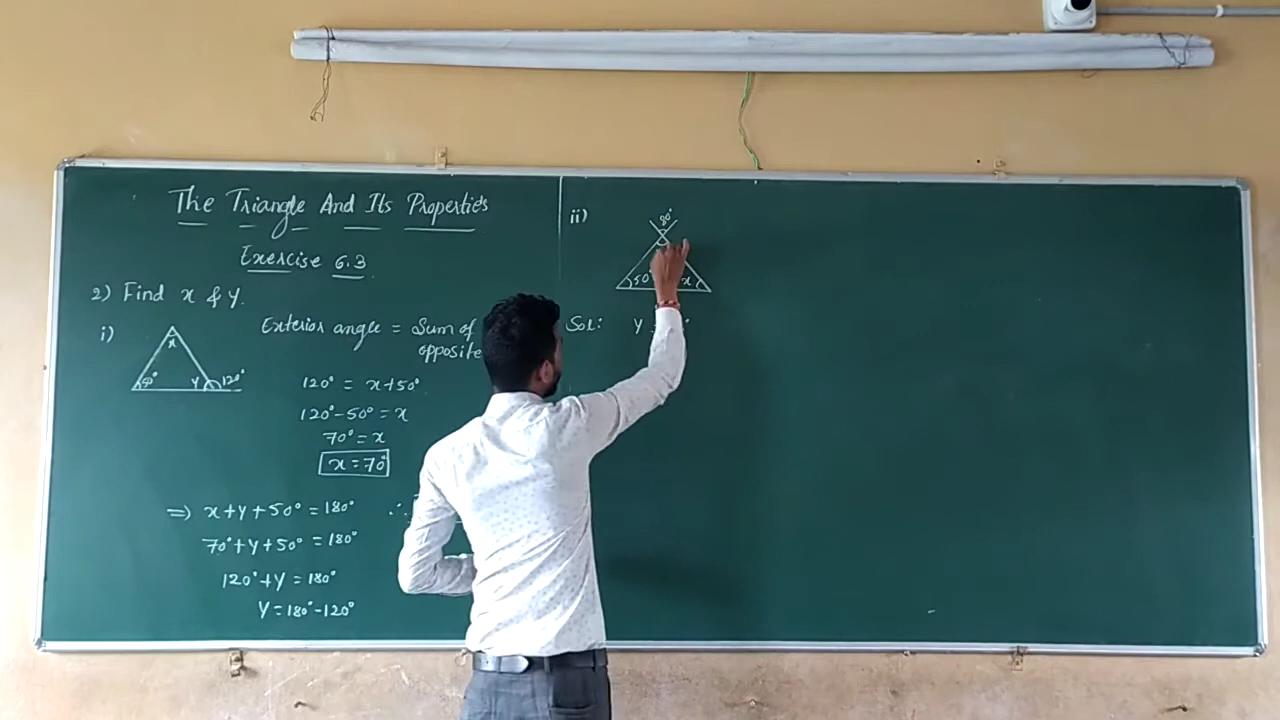 The Triangle And Its Properties
Exercise 6.3
2) Find x & y.
i)
x
50°
y
120°
Exterior angle = Sum of
opposite
120° = x+50°
120°-50° = x
70° = x
x = 70°
⇒ x+y+50° = 180°
∴
70°+y+50° = 180°
120°+y = 180°
y = 180°-120°
ii)
80°
50°
x
Sol:
y